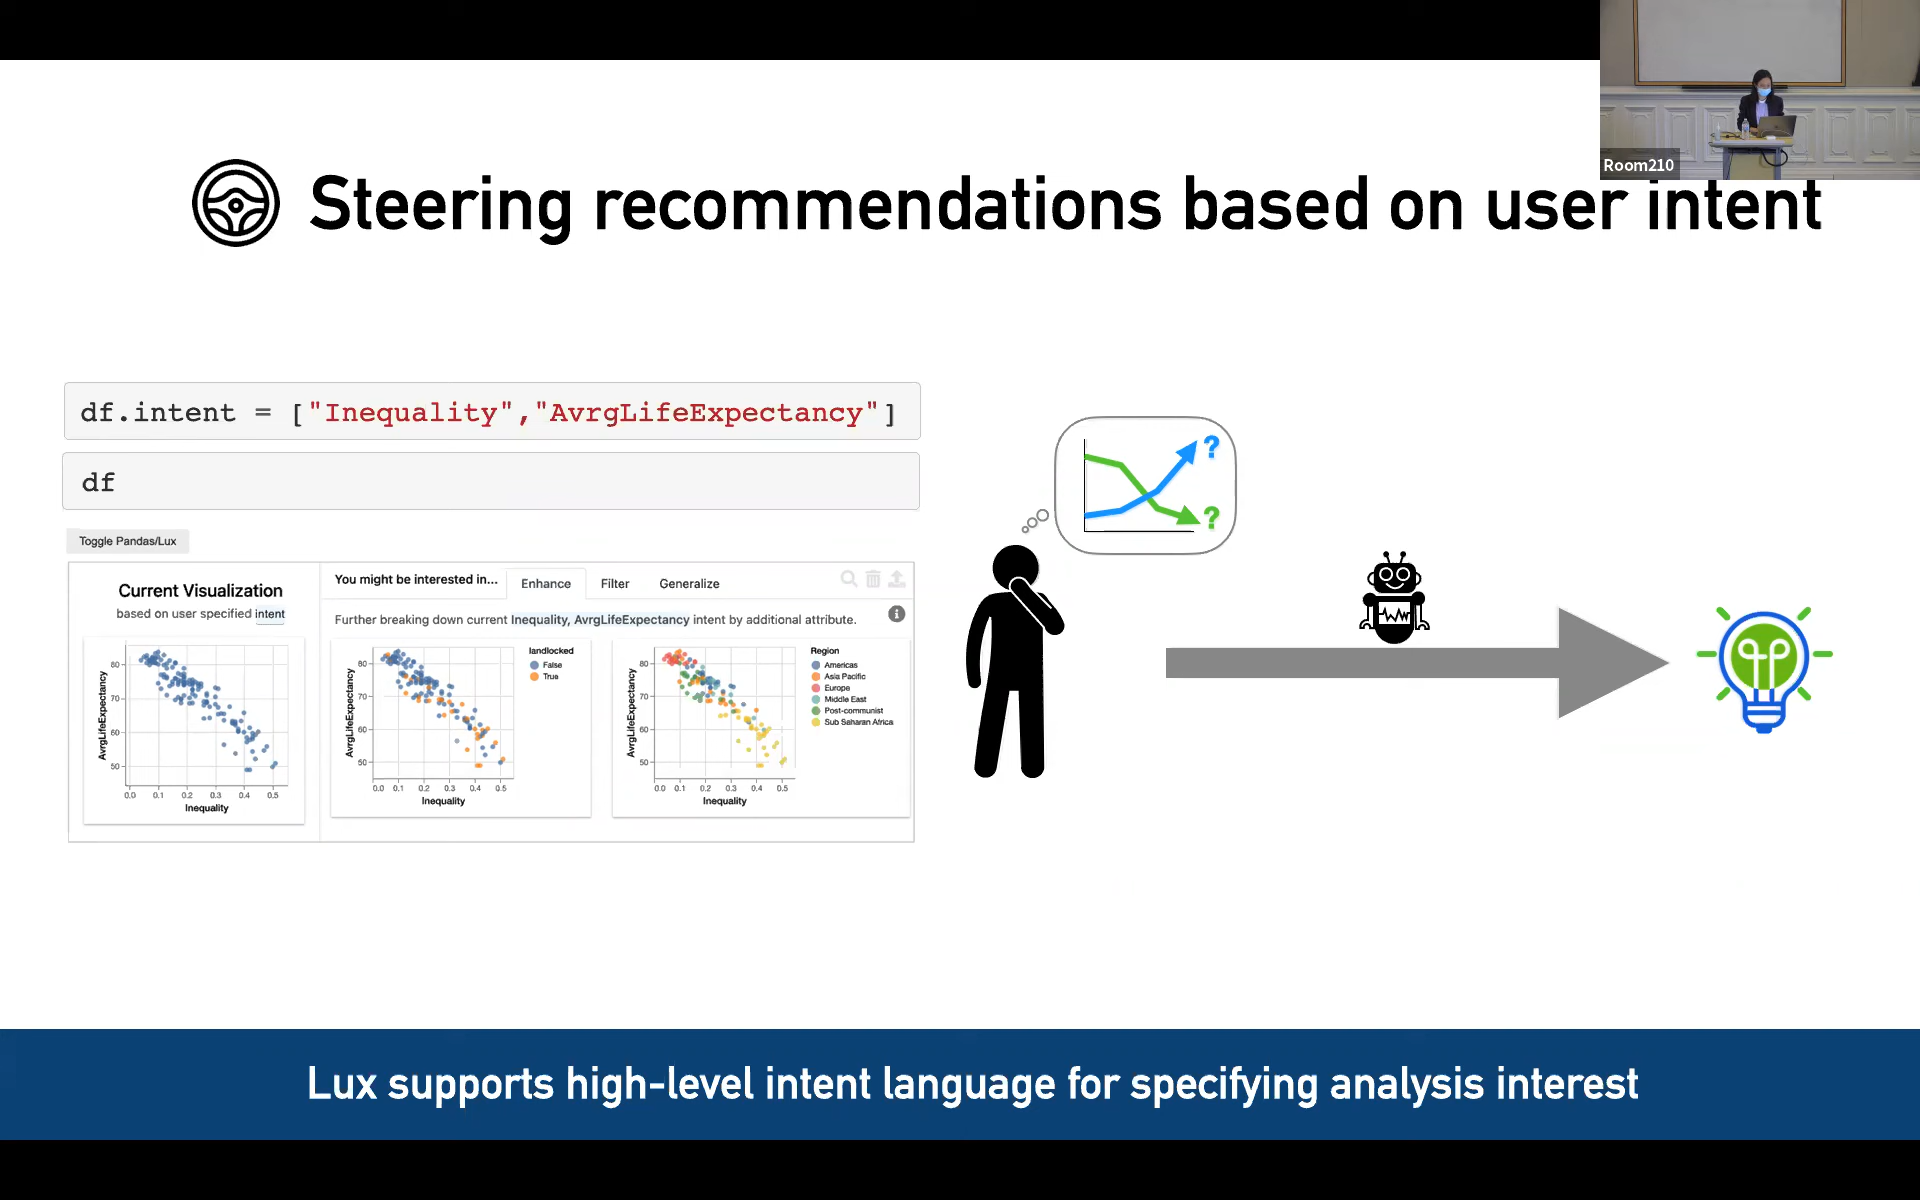 Room210
Steering recommendations based on user intent
df.intent = ["Inequality","AvrgLifeExpectancy"]
df
Toggle Pandas/Lux
Current Visualization
based on user specified intent
You might be interested in...
Enhance
Filter
Generalize
Further breaking down current Inequality, AvrgLifeExpectancy intent by additional attribute.
AvrgLifeExpectancy
80
70
60
50
0.0 0.1 0.2 0.3 0.4 0.5
Inequality
AvrgLifeExpectancy
80
70
60
50
0.0 0.1 0.2 0.3 0.4 0.5
Inequality
landlocked
False
True
AvrgLifeExpectancy
80
70
60
50
0.0 0.1 0.2 0.3 0.4 0.5
Inequality
Region
Americas
Asia Pacific
Europe
Middle East
Post-communist
Sub Saharan Africa
?
?
Lux supports high-level intent language for specifying analysis interest